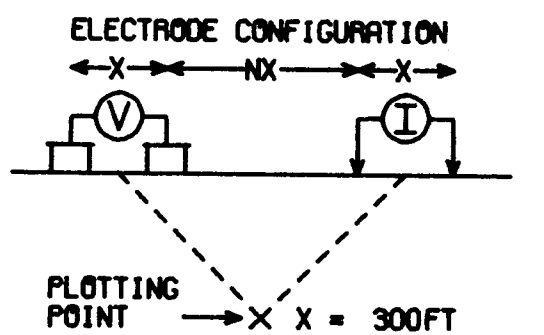 ELECTRODE CONFIGURATION
X NX X
V I
PLOTTING
POINT X X = 300FT